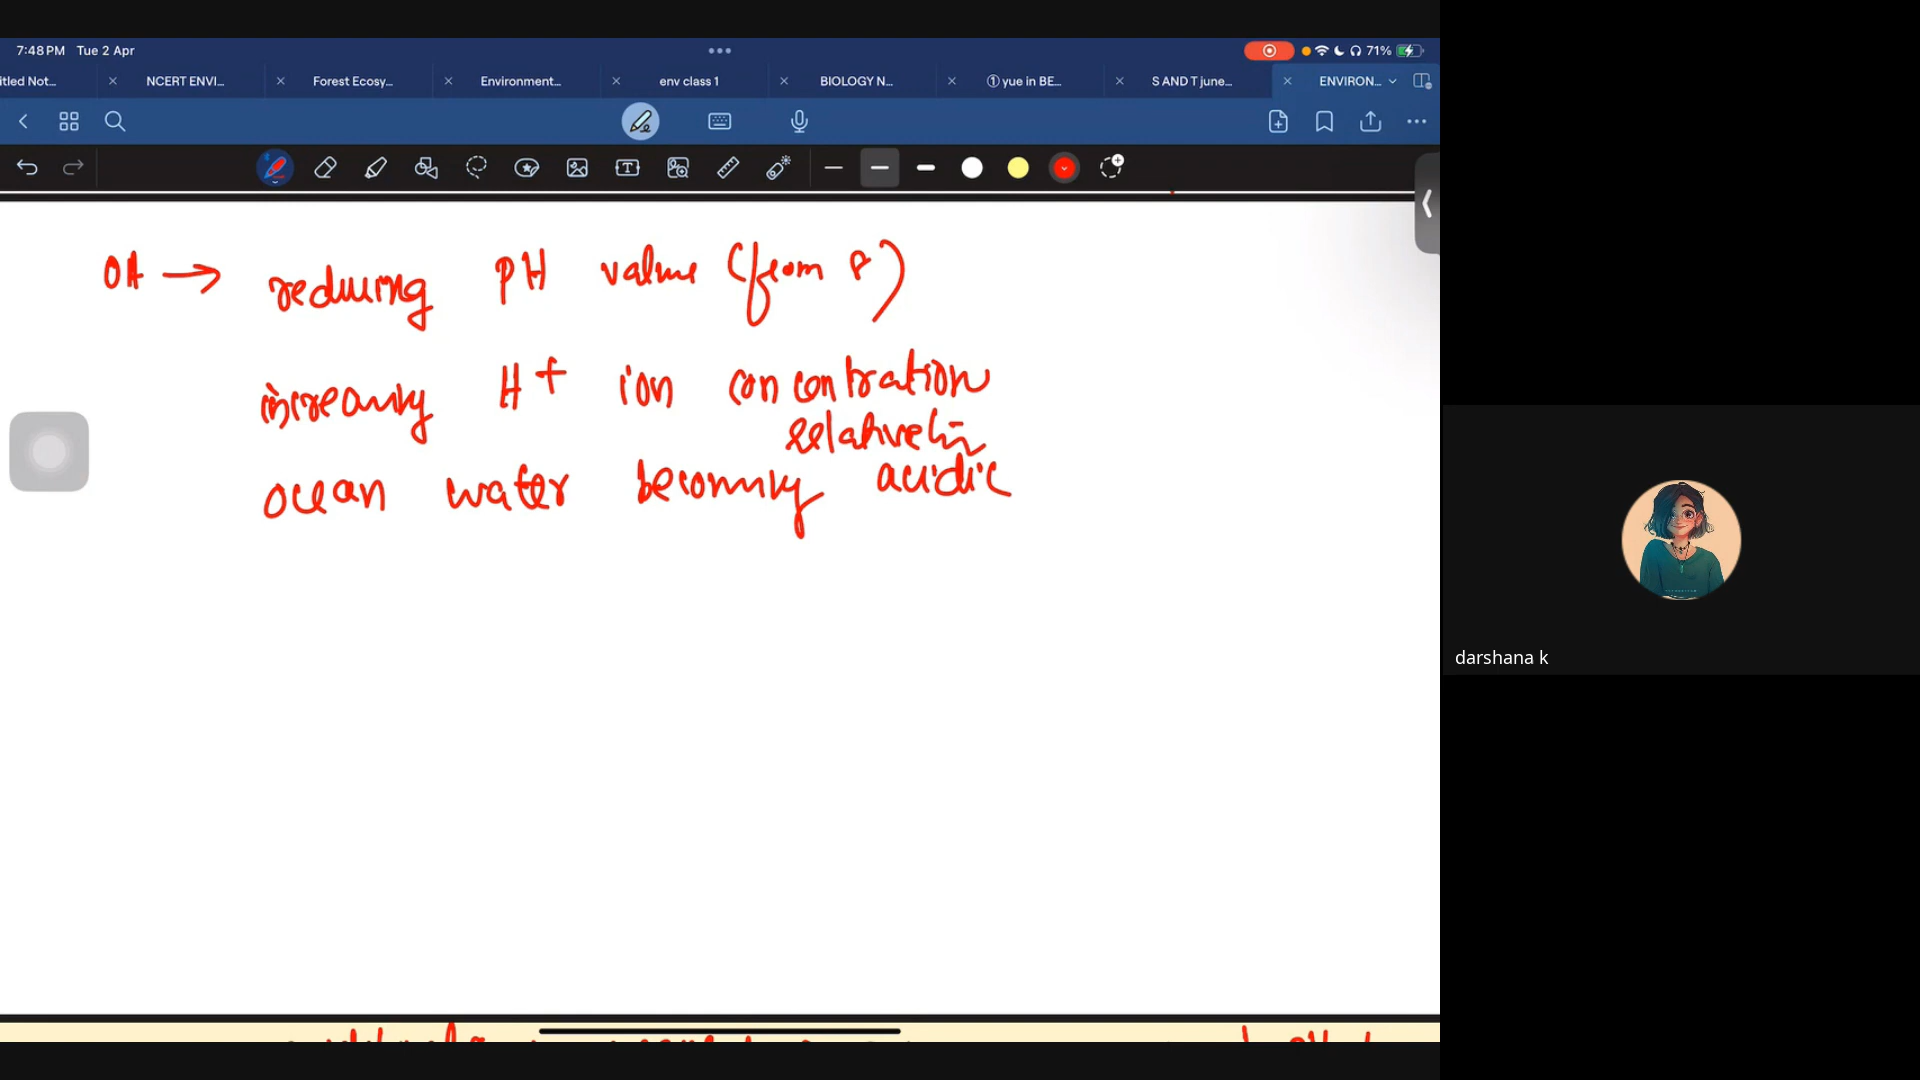 7:48 PM Tue 2 Apr
71%
itled Not...
NCERT ENVI...
Forest Ecosy...
Environment...
env class 1
BIOLOGY N...
① yue in BE...
S AND T june...
ENVIRON...
OA → reducing PH value (from 8)
increasing H+ ion concentration
relatively
ocean water becoming acidic
darshana k